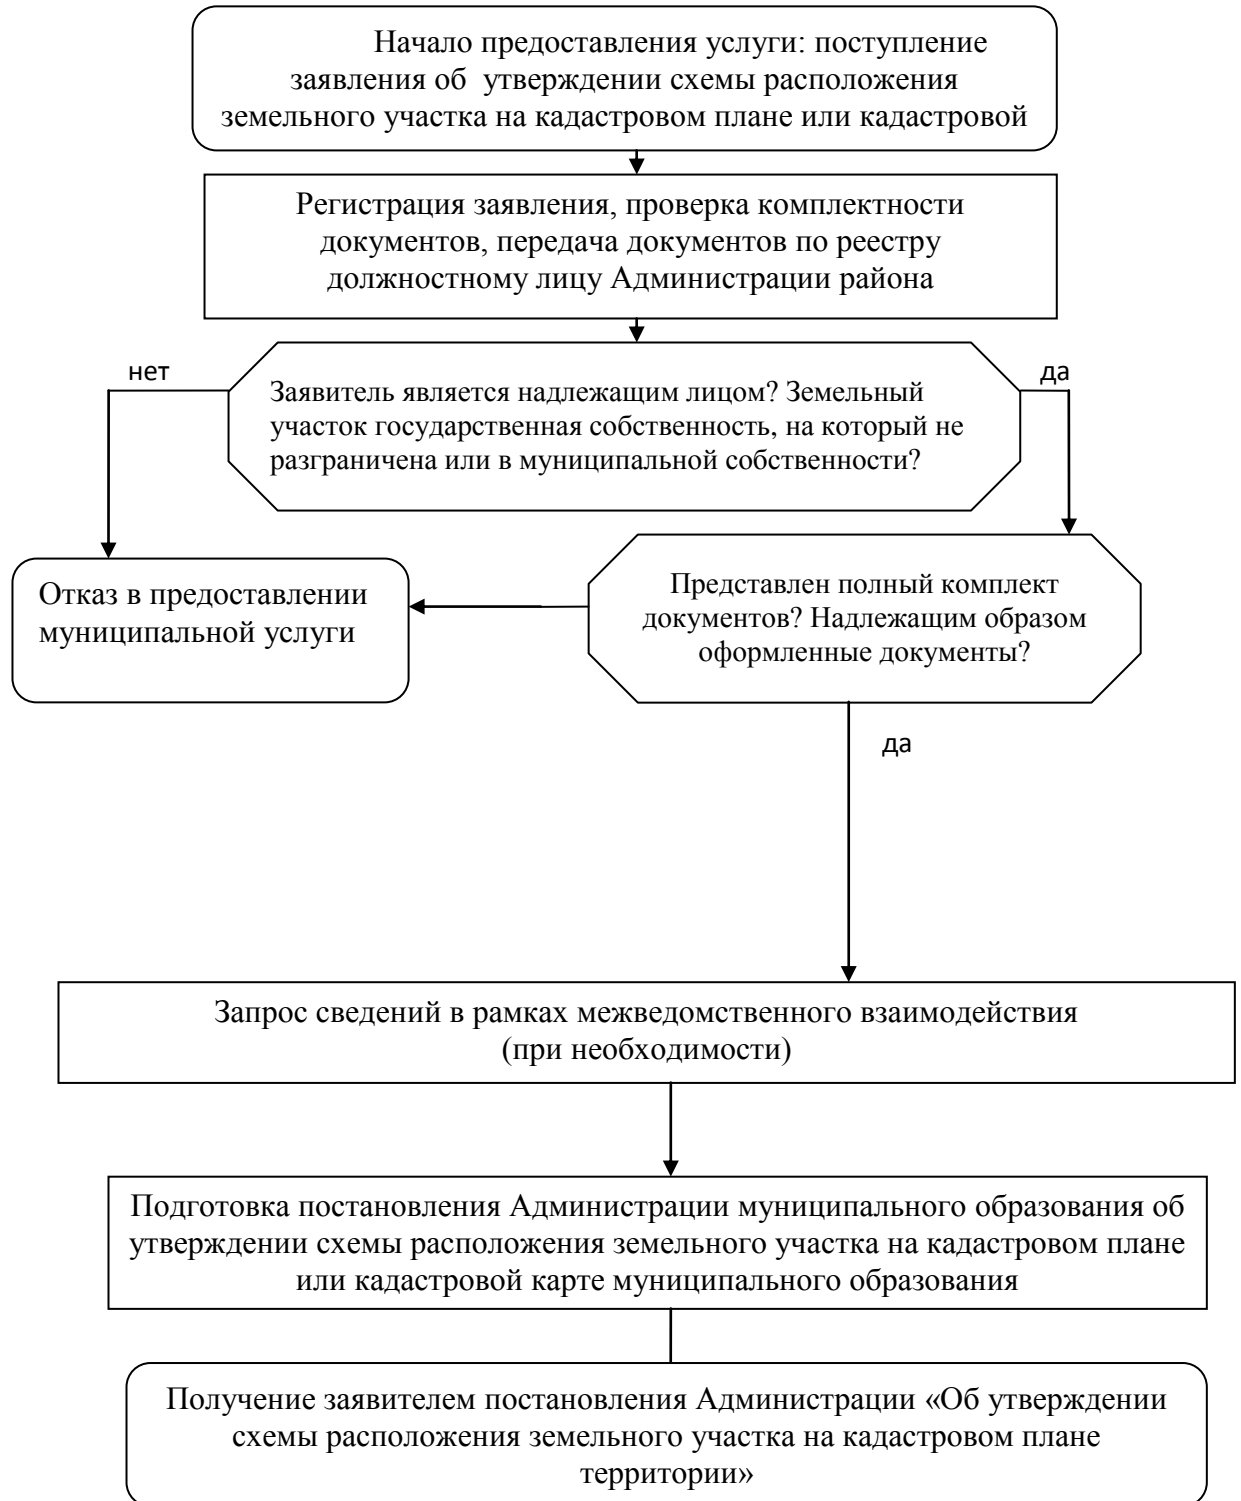 Начало предоставления услуги: поступление
заявления об утверждении схемы расположения
земельного участка на кадастровом плане или кадастровой
Регистрация заявления, проверка комплектности
документов, передача документов по реестру
должностному лицу Администрации района
нет
да
Заявитель является надлежащим лицом? Земельный
участок государственная собственность, на который не
разграничена или в муниципальной собственности?
Отказ в предоставлении
муниципальной услуги
Представлен полный комплект
документов? Надлежащим образом
оформленные документы?
да
Запрос сведений в рамках межведомственного взаимодействия
(при необходимости)
Подготовка постановления Администрации муниципального образования об
утверждении схемы расположения земельного участка на кадастровом плане
или кадастровой карте муниципального образования
Получение заявителем постановления Администрации «Об утверждении
схемы расположения земельного участка на кадастровом плане
территории»